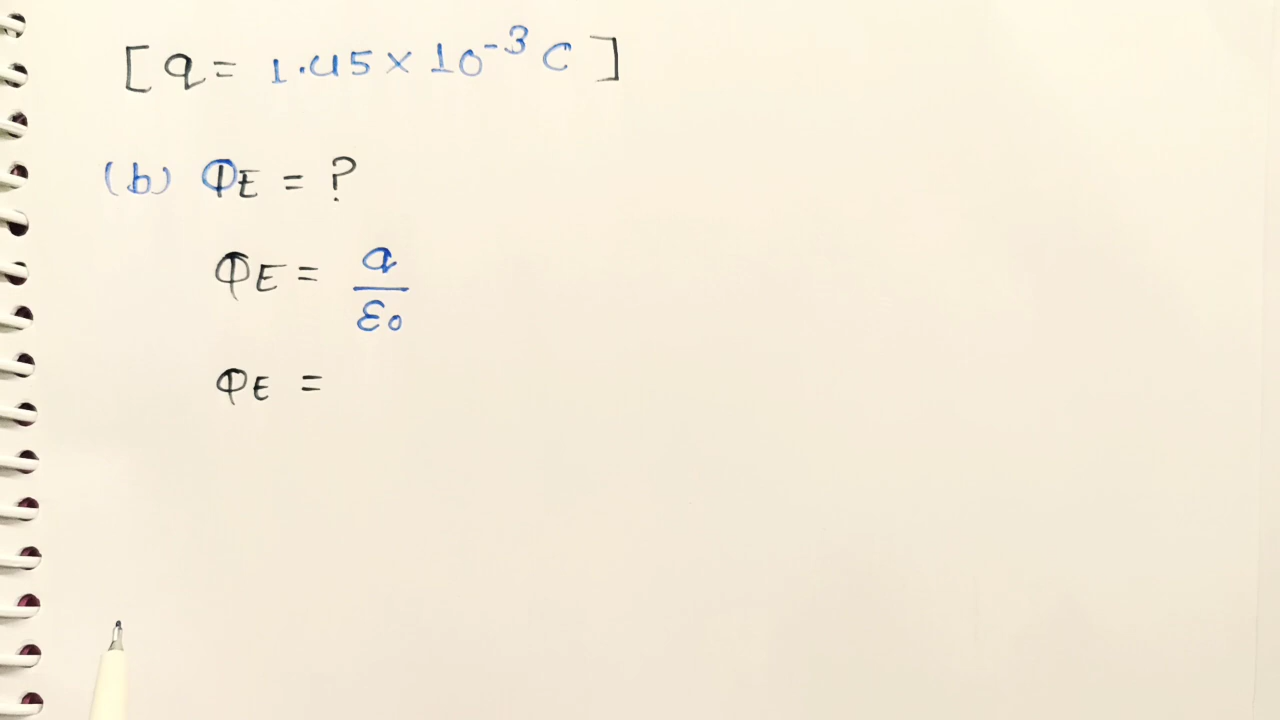 [q = 1.45 × 10⁻³ C]
(b) ΦE = ?
ΦE = q/ε0
ΦE =